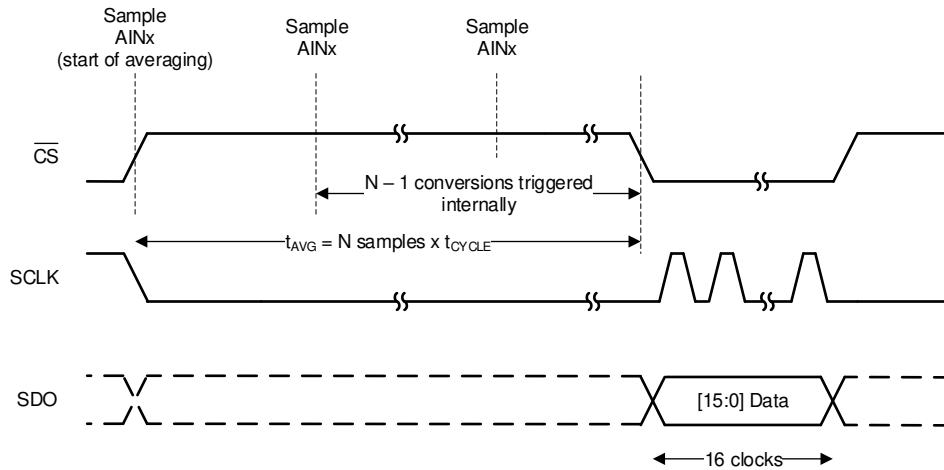 Sample
AINx
(start of averaging)
Sample
AINx
Sample
AINx
CS
N – 1 conversions triggered
internally
tAVG = N samples x tCYCLE
SCLK
SDO
[15:0] Data
16 clocks